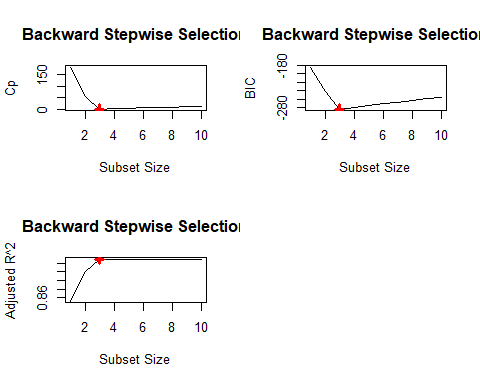 Backward Stepwise Selection
Cp
150
0
2 4 6 8 10
Subset Size
Backward Stepwise Selection
BIC
-180
-280
2 4 6 8 10
Subset Size
Backward Stepwise Selection
Adjusted R^2
0.86
2 4 6 8 10
Subset Size